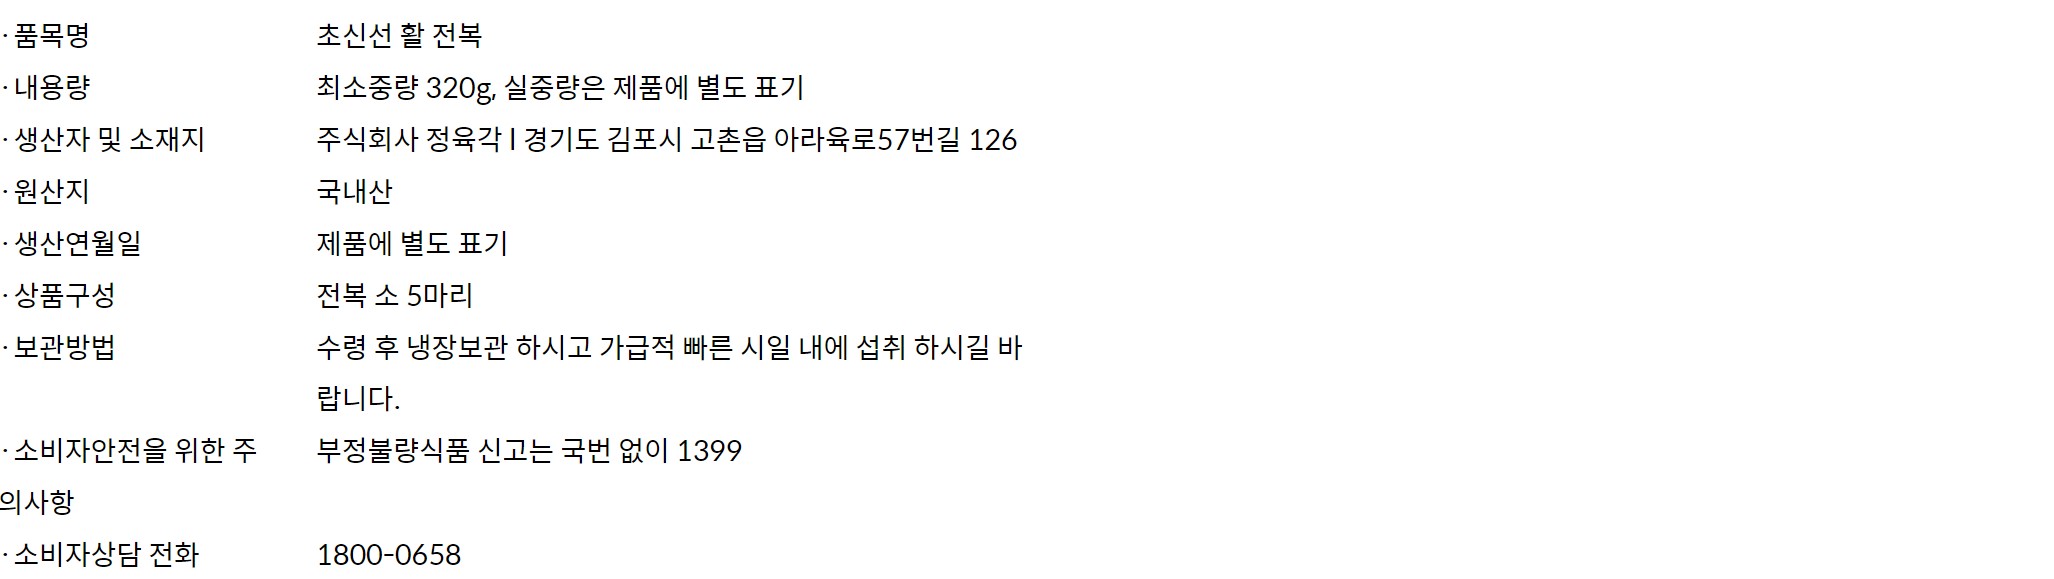 · 품목명 초신선 활 전복
· 내용량 최소중량 320g, 실중량은 제품에 별도 표기
· 생산자 및 소재지 주식회사 정육각 l 경기도 김포시 고촌읍 아라육로57번길 126
· 원산지 국내산
· 생산연월일 제품에 별도 표기
· 상품구성 전복 소 5마리
· 보관방법 수령 후 냉장보관 하시고 가급적 빠른 시일 내에 섭취 하시길 바
랍니다.
· 소비자안전을 위한 주 부정불량식품 신고는 국번 없이 1399
의사항
· 소비자상담 전화 1800-0658